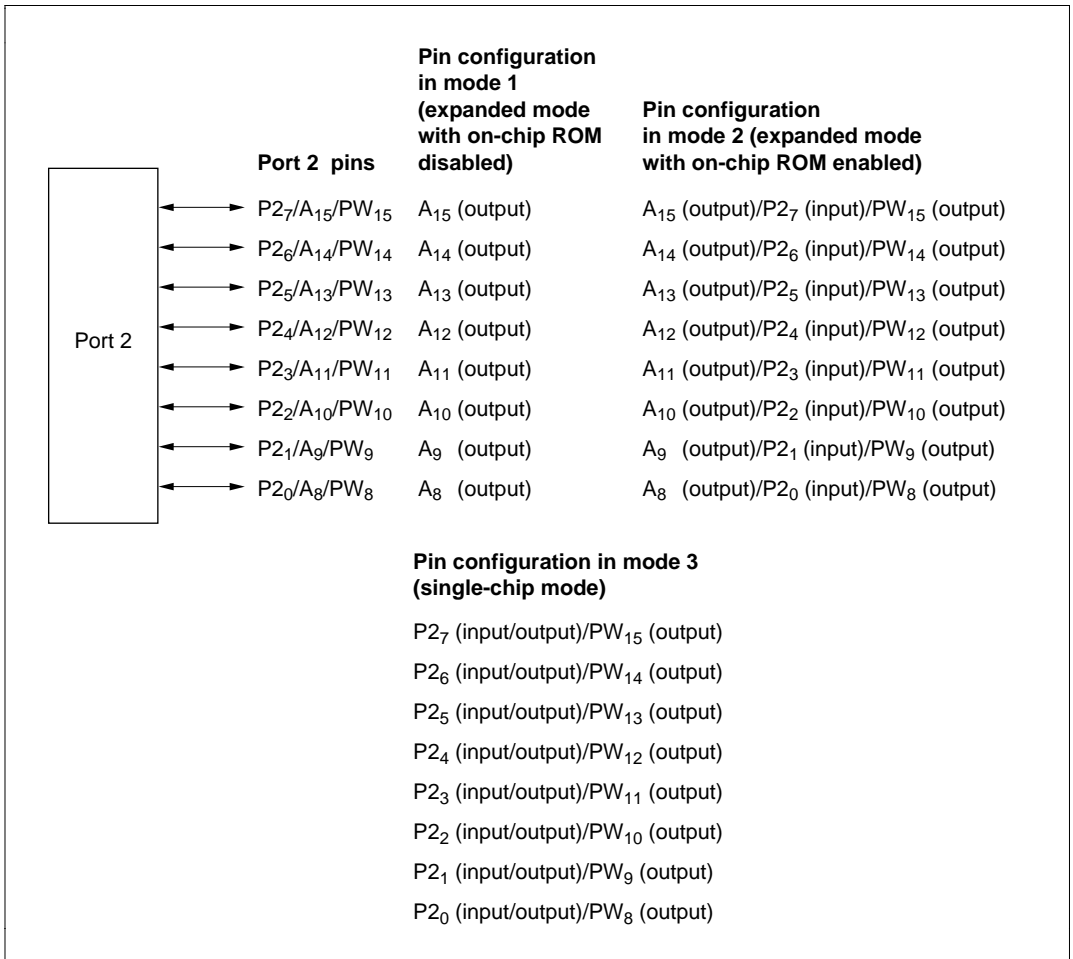 Pin configuration
in mode 1
(expanded mode
with on-chip ROM
disabled)
Pin configuration
in mode 2 (expanded mode
with on-chip ROM enabled)
Port 2 pins
Port 2
P2₇/A₁₅/PW₁₅ A₁₅ (output) A₁₅ (output)/P2₇ (input)/PW₁₅ (output)
P2₆/A₁₄/PW₁₄ A₁₄ (output) A₁₄ (output)/P2₆ (input)/PW₁₄ (output)
P2₅/A₁₃/PW₁₃ A₁₃ (output) A₁₃ (output)/P2₅ (input)/PW₁₃ (output)
P2₄/A₁₂/PW₁₂ A₁₂ (output) A₁₂ (output)/P2₄ (input)/PW₁₂ (output)
P2₃/A₁₁/PW₁₁ A₁₁ (output) A₁₁ (output)/P2₃ (input)/PW₁₁ (output)
P2₂/A₁₀/PW₁₀ A₁₀ (output) A₁₀ (output)/P2₂ (input)/PW₁₀ (output)
P2₁/A₉/PW₉ A₉ (output) A₉ (output)/P2₁ (input)/PW₉ (output)
P2₀/A₈/PW₈ A₈ (output) A₈ (output)/P2₀ (input)/PW₈ (output)
Pin configuration in mode 3
(single-chip mode)
P2₇ (input/output)/PW₁₅ (output)
P2₆ (input/output)/PW₁₄ (output)
P2₅ (input/output)/PW₁₃ (output)
P2₄ (input/output)/PW₁₂ (output)
P2₃ (input/output)/PW₁₁ (output)
P2₂ (input/output)/PW₁₀ (output)
P2₁ (input/output)/PW₉ (output)
P2₀ (input/output)/PW₈ (output)